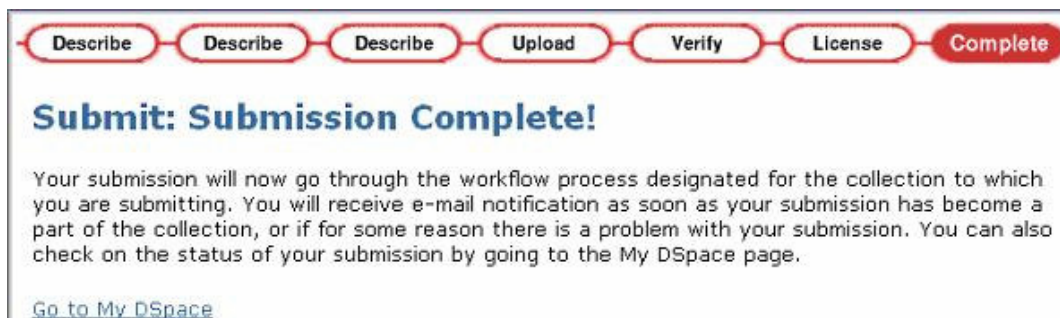 Describe Describe Describe Upload Verify License Complete
Submit: Submission Complete!
Your submission will now go through the workflow process designated for the collection to which
you are submitting. You will receive e-mail notification as soon as your submission has become a
part of the collection, or if for some reason there is a problem with your submission. You can also
check on the status of your submission by going to the My DSpace page.
Go to My DSpace